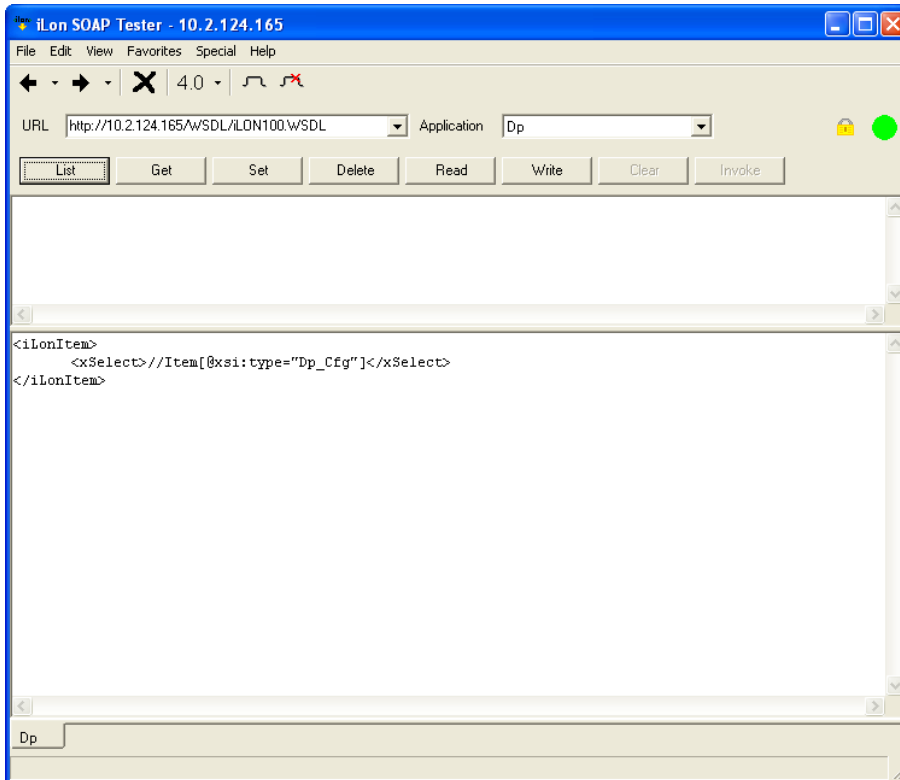 iLon SOAP Tester - 10.2.124.165
File Edit View Favorites Special Help
4.0
URL http://10.2.124.165/WSDL/iLON100.WSDL Application Dp
List Get Set Delete Read Write Clear Invoke
<iLonItem>
<xSelect>//Item[@xsi:type="Dp_Cfg"]</xSelect>
</iLonItem>
Dp